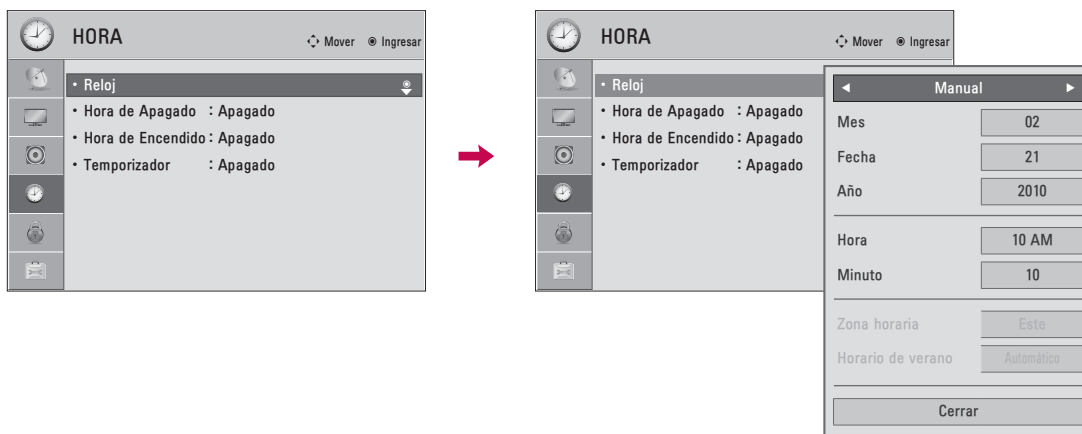 HORA
Mover Ingresar
• Reloj
• Hora de Apagado : Apagado
• Hora de Encendido : Apagado
• Temporizador : Apagado
HORA
Mover Ingresar
• Reloj
• Hora de Apagado : Apagado
• Hora de Encendido : Apagado
• Temporizador : Apagado
◄ Manual ►
Mes 02
Fecha 21
Año 2010
Hora 10 AM
Minuto 10
Zona horaria Este
Horario de verano Automático
Cerrar